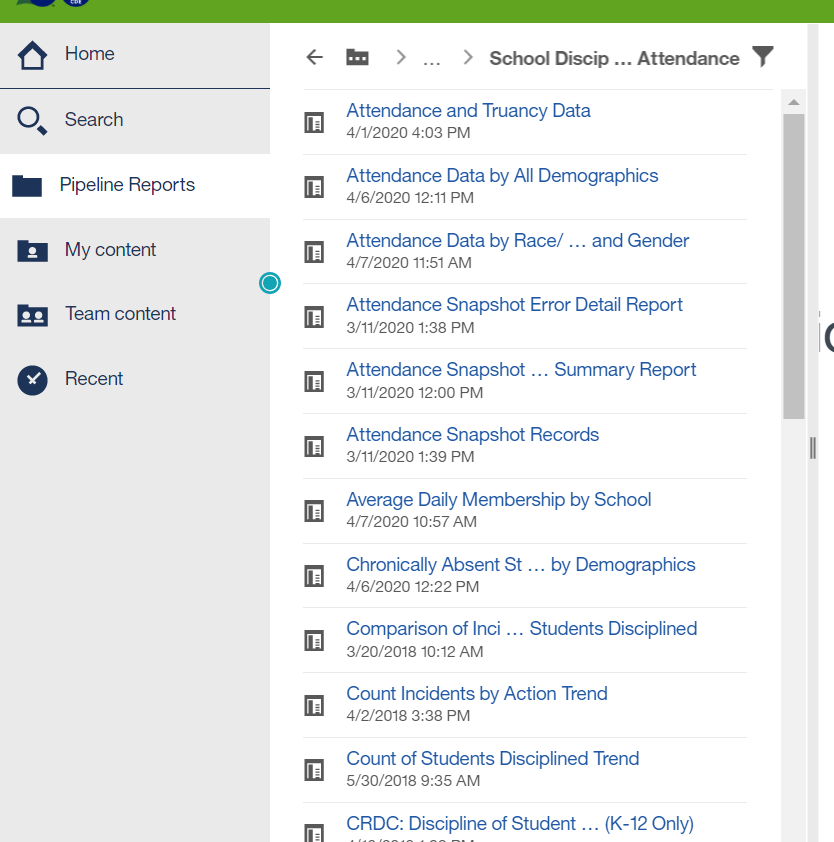 CDE
Home
Search
Pipeline Reports
My content
Team content
Recent
... School Discip ... Attendance
Attendance and Truancy Data
4/1/2020 4:03 PM
Attendance Data by All Demographics
4/6/2020 12:11 PM
Attendance Data by Race/ ... and Gender
4/7/2020 11:51 AM
Attendance Snapshot Error Detail Report
3/11/2020 1:38 PM
Attendance Snapshot ... Summary Report
3/11/2020 12:00 PM
Attendance Snapshot Records
3/11/2020 1:39 PM
Average Daily Membership by School
4/7/2020 10:57 AM
Chronically Absent St ... by Demographics
4/6/2020 12:22 PM
Comparison of Inci ... Students Disciplined
3/20/2018 10:12 AM
Count Incidents by Action Trend
4/2/2018 3:38 PM
Count of Students Disciplined Trend
5/30/2018 9:35 AM
CRDC: Discipline of Student ... (K-12 Only)